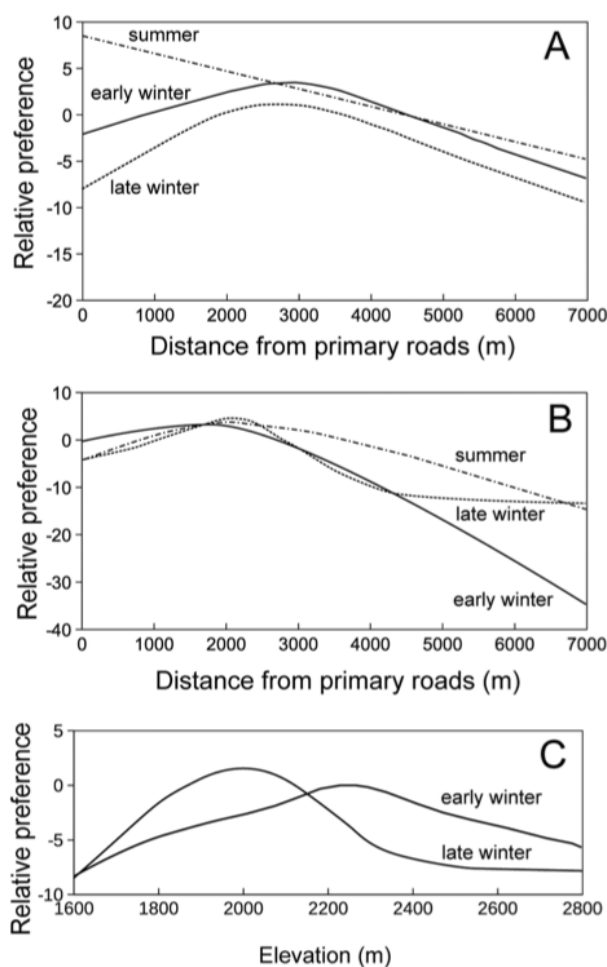 10
5
0
-5
-10
-15
-20
Relative preference
A
summer
early winter
late winter
0 1000 2000 3000 4000 5000 6000 7000
Distance from primary roads (m)
10
0
-10
-20
-30
-40
Relative preference
B
summer
late winter
early winter
0 1000 2000 3000 4000 5000 6000 7000
Distance from primary roads (m)
5
0
-5
-10
Relative preference
C
early winter
late winter
1600 1800 2000 2200 2400 2600 2800
Elevation (m)